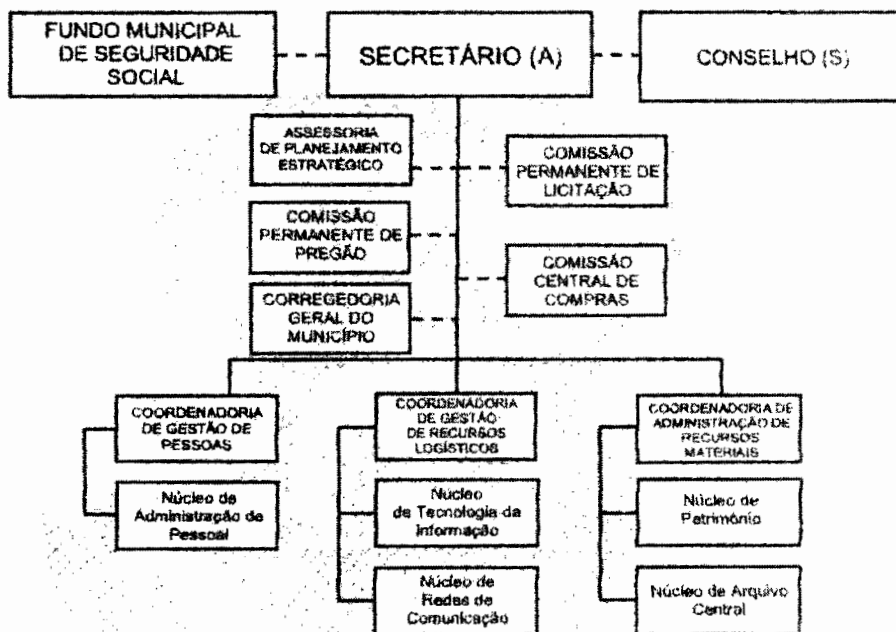 FUNDO MUNICIPAL
DE SEGURIDADE
SOCIAL
SECRETÁRIO (A)
CONSELHO (S)
ASSESSORIA
DE PLANEJAMENTO
ESTRATÉGICO
COMISSÃO
PERMANENTE DE
LICITAÇÃO
COMISSÃO
PERMANENTE DE
PREGÃO
COMISSÃO
CENTRAL DE
COMPRAS
CORREGEDORIA
GERAL DO
MUNICÍPIO
COORDENADORIA
DE GESTÃO DE
PESSOAS
COORDENADORIA
DE GESTÃO
DE RECURSOS
LOGÍSTICOS
COORDENADORIA DE
ADMINISTRAÇÃO DE
RECURSOS
MATERIAIS
Núcleo de
Administração de
Pessoal
Núcleo
de Tecnologia da
Informação
Núcleo de
Patrimônio
Núcleo de
Redes de
Comunicação
Núcleo de Arquivo
Central